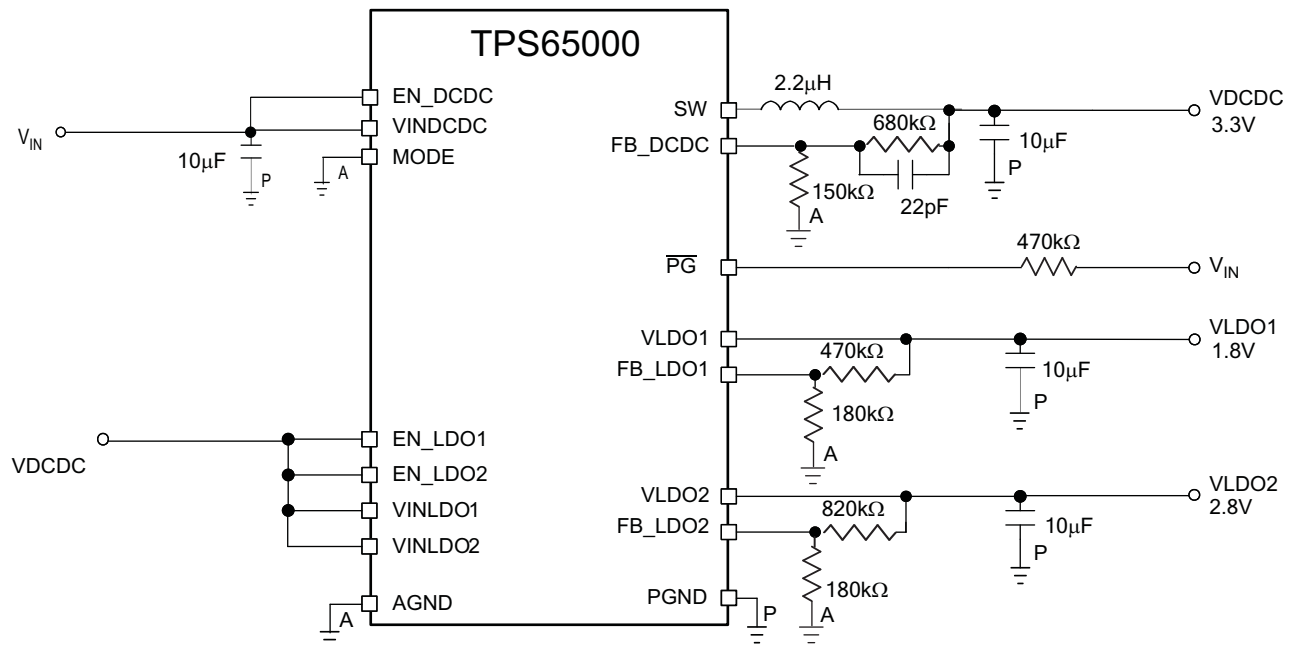 TPS65000
EN_DCDC
VINDCDC
MODE
V_IN
10μF
P
A
SW
FB_DCDC
2.2μH
680kΩ
22pF
150kΩ
A
10μF
P
VDCDC
3.3V
PG
470kΩ
V_IN
VLDO1
FB_LDO1
470kΩ
180kΩ
A
10μF
P
VLDO1
1.8V
VDCDC
EN_LDO1
EN_LDO2
VINLDO1
VINLDO2
AGND
A
VLDO2
FB_LDO2
820kΩ
180kΩ
A
10μF
P
VLDO2
2.8V
PGND
P